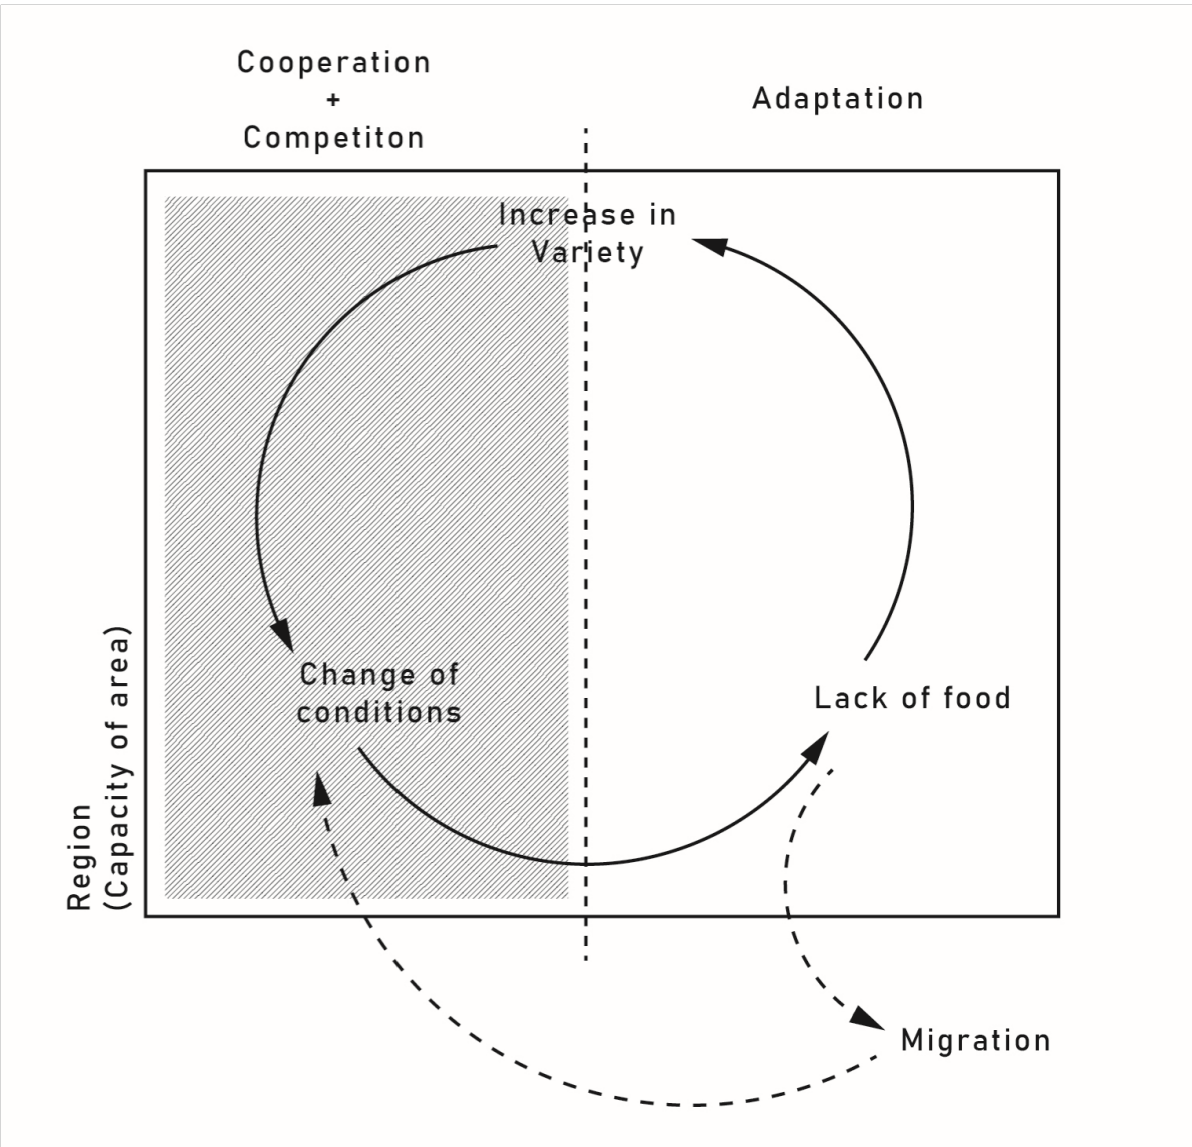 Cooperation
+
Competiton
Adaptation
Increase in
Variety
Change of
conditions
Lack of food
Region
(Capacity of area)
Migration